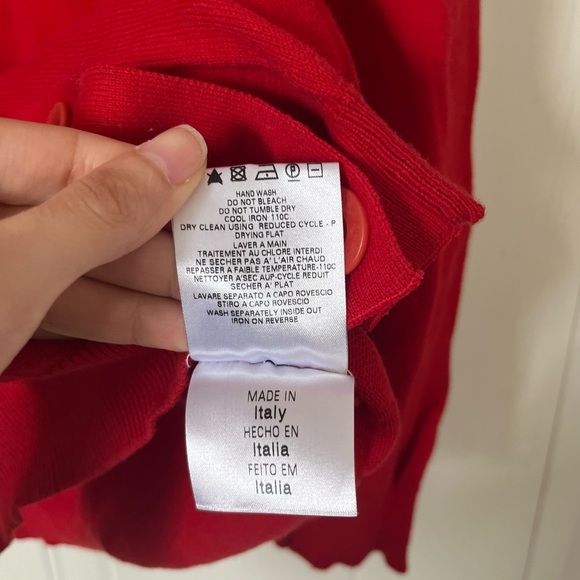 HAND WASH
DO NOT BLEACH
DO NOT TUMBLE DRY
COOL IRON 110C.
DRY CLEAN USING REDUCED CYCLE - P
DRYING FLAT
LAVER A MAIN
TRAITEMENT AU CHLORE INTERDI
NE SECHER PAS A' L'AIR CHAUD
REPASSER A FAIBLE TEMPERATURE-110C
NETTOYER A'SEC AUP-CYCLE REDUIT
SECHER A' PLAT
LAVARE SEPARATO A CAPO ROVESCIO
STIRO A CAPO ROVESCIO
WASH SEPARATELY INSIDE OUT
IRON ON REVERSE
MADE IN
Italy
HECHO EN
Italia
FEITO EM
Italia